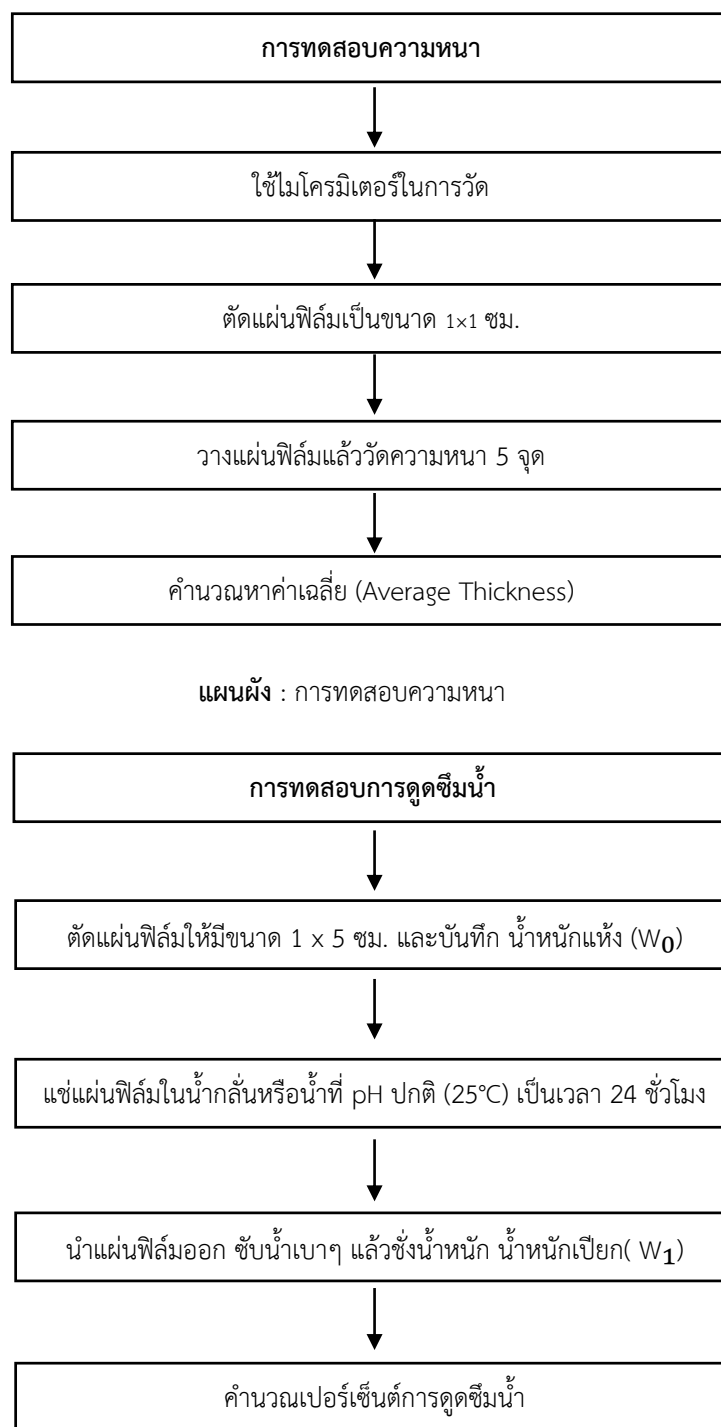 การทดสอบความหนา
ใช้ไมโครมิเตอร์ในการวัด
ตัดแผ่นฟิล์มเป็นขนาด 1×1 ซม.
วางแผ่นฟิล์มแล้ววัดความหนา 5 จุด
คำนวณหาค่าเฉลี่ย (Average Thickness)
แผนผัง : การทดสอบความหนา
การทดสอบการดูดซึมน้ำ
ตัดแผ่นฟิล์มให้มีขนาด 1 x 5 ซม. และบันทึก น้ำหนักแห้ง (W0)
แช่แผ่นฟิล์มในน้ำกลั่นหรือน้ำที่ pH ปกติ (25°C) เป็นเวลา 24 ชั่วโมง
นำแผ่นฟิล์มออก ซับน้ำเบาๆ แล้วชั่งน้ำหนัก น้ำหนักเปียก( W1)
คำนวณเปอร์เซ็นต์การดูดซึมน้ำ